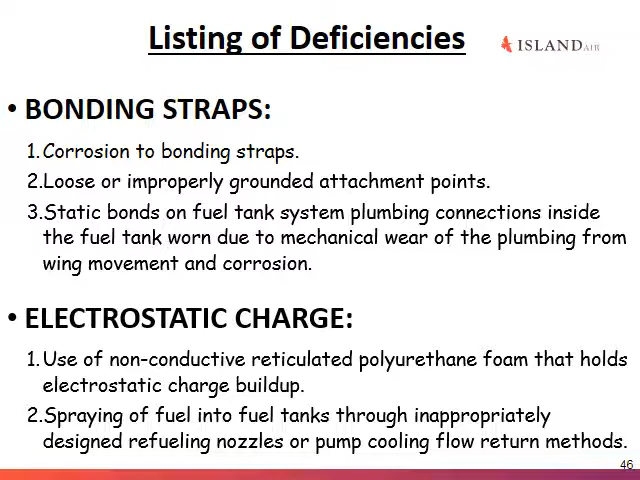 Listing of Deficiencies
ISLANDAIR
• BONDING STRAPS:
1.Corrosion to bonding straps.
2.Loose or improperly grounded attachment points.
3.Static bonds on fuel tank system plumbing connections inside
the fuel tank worn due to mechanical wear of the plumbing from
wing movement and corrosion.
• ELECTROSTATIC CHARGE:
1.Use of non-conductive reticulated polyurethane foam that holds
electrostatic charge buildup.
2.Spraying of fuel into fuel tanks through inappropriately
designed refueling nozzles or pump cooling flow return methods.
46